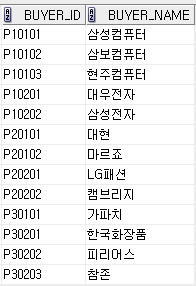 BUYER_ID BUYER_NAME
P10101 삼성컴퓨터
P10102 삼보컴퓨터
P10103 현주컴퓨터
P10201 대우전자
P10202 삼성전자
P20101 대현
P20102 마르죠
P20201 LG패션
P20202 캠브리지
P30101 가파치
P30201 한국화장품
P30202 피리어스
P30203 참존